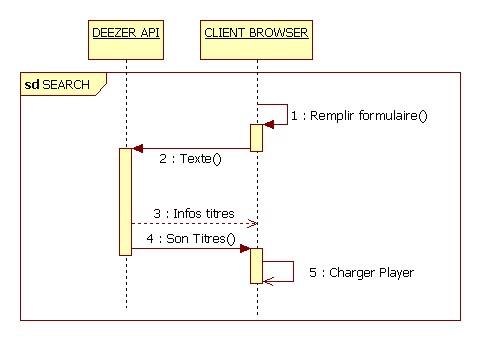 DEEZER API
CLIENT BROWSER
sd SEARCH
1 : Remplir formulaire()
2 : Texte()
3 : Infos titres
4 : Son Titres()
5 : Charger Player